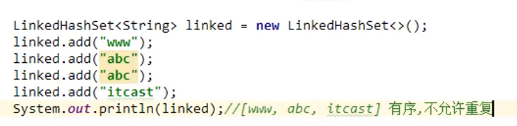 LinkedHashSet<String> linked = new LinkedHashSet<>();
linked.add("www");
linked.add("abc");
linked.add("abc");
linked.add("itcast");
System.out.println(linked);//[www, abc, itcast] 有序,不允许重复